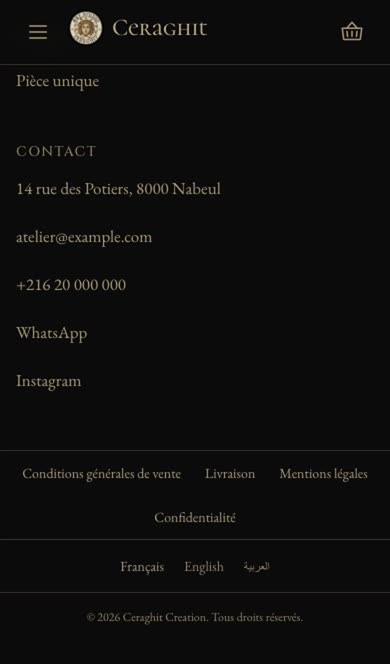 Ceraghit
Pièce unique
CONTACT
14 rue des Potiers, 8000 Nabeul
atelier@example.com
+216 20 000 000
WhatsApp
Instagram
Conditions générales de vente Livraison Mentions légales
Confidentialité
Français English العربية
© 2026 Ceraghit Creation. Tous droits réservés.